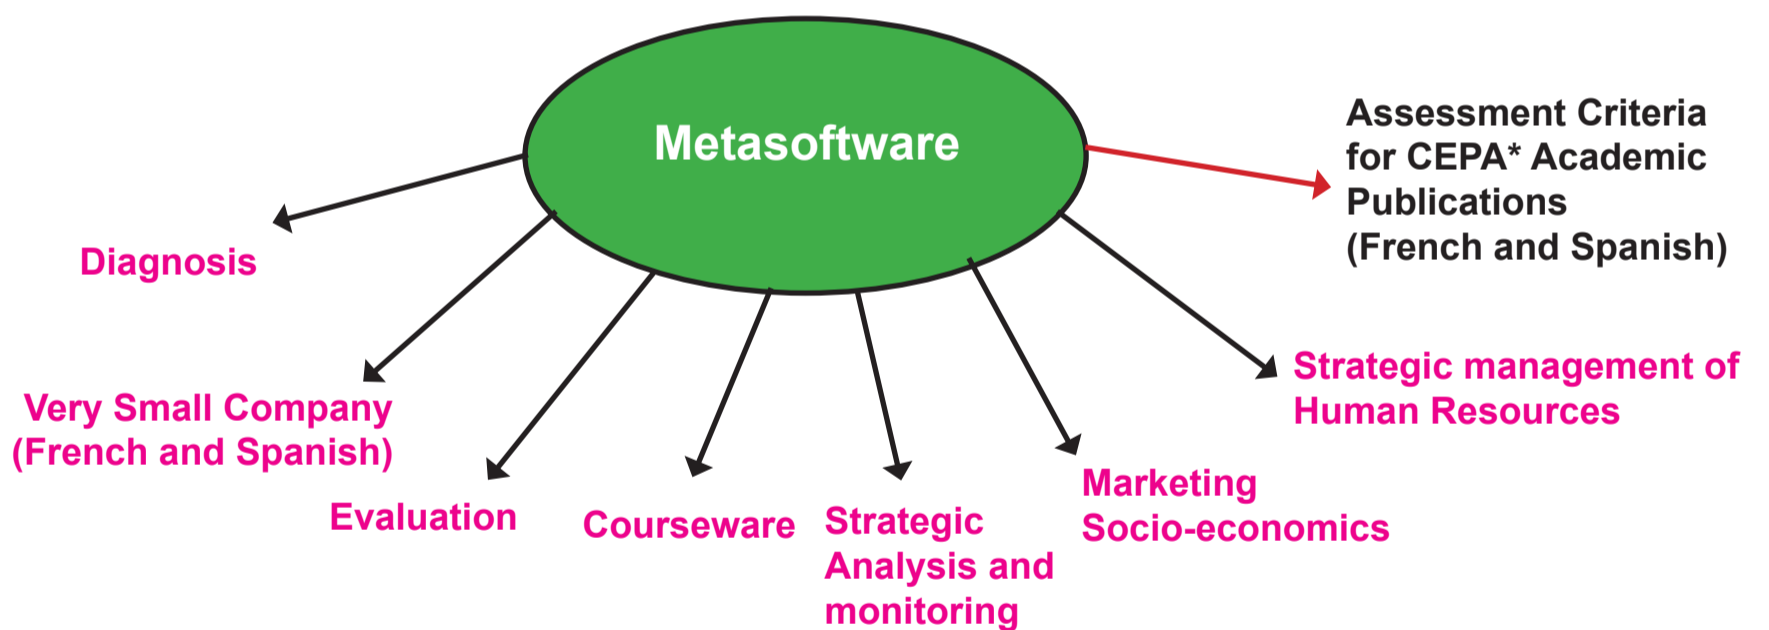 Metasoftware
Assessment Criteria
for CEPA* Academic
Publications
(French and Spanish)
Diagnosis
Very Small Company
(French and Spanish)
Evaluation
Courseware
Strategic
Analysis and
monitoring
Marketing
Socio-economics
Strategic management of
Human Resources